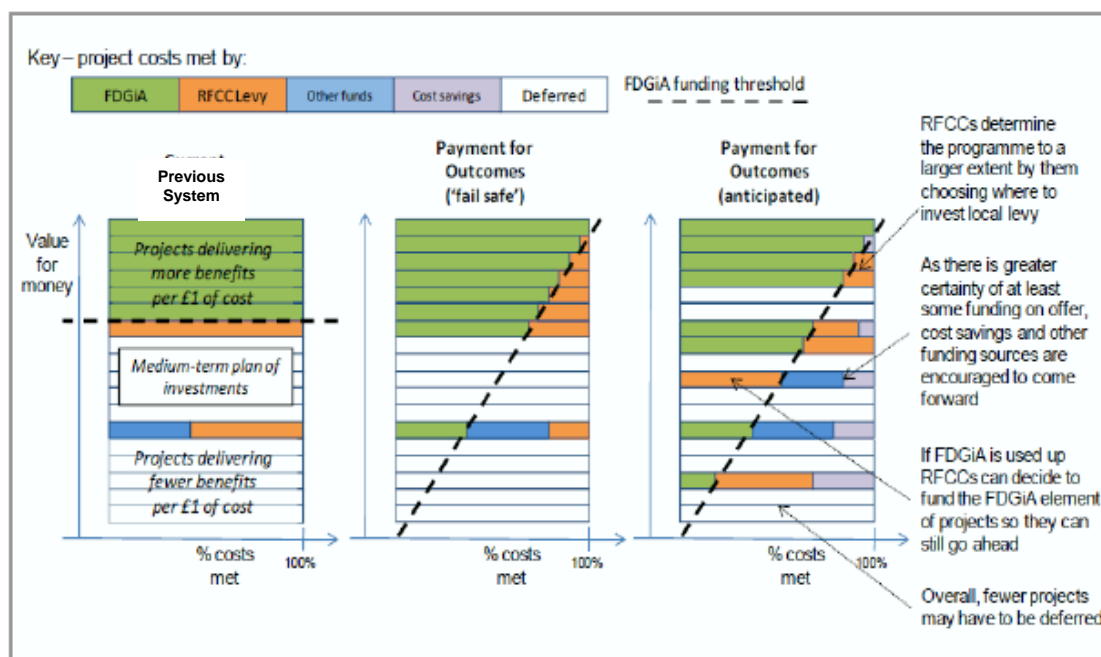 Key – project costs met by:
FDGiA
RFCC Levy
Other funds
Cost savings
Deferred
FDGiA funding threshold
Previous
System
Payment for
Outcomes
('fail safe')
Payment for
Outcomes
(anticipated)
Value
for
money
Projects delivering
more benefits
per £1 of cost
Medium-term plan of
investments
Projects delivering
fewer benefits
per £1 of cost
% costs
met
100%
% costs
met
100%
% costs
met
100%
RFCCs determine
the programme to a
larger extent by them
choosing where to
invest local levy
As there is greater
certainty of at least
some funding on offer,
cost savings and other
funding sources are
encouraged to come
forward
If FDGiA is used up
RFCCs can decide to
fund the FDGiA element
of projects so they can
still go ahead
Overall, fewer projects
may have to be deferred